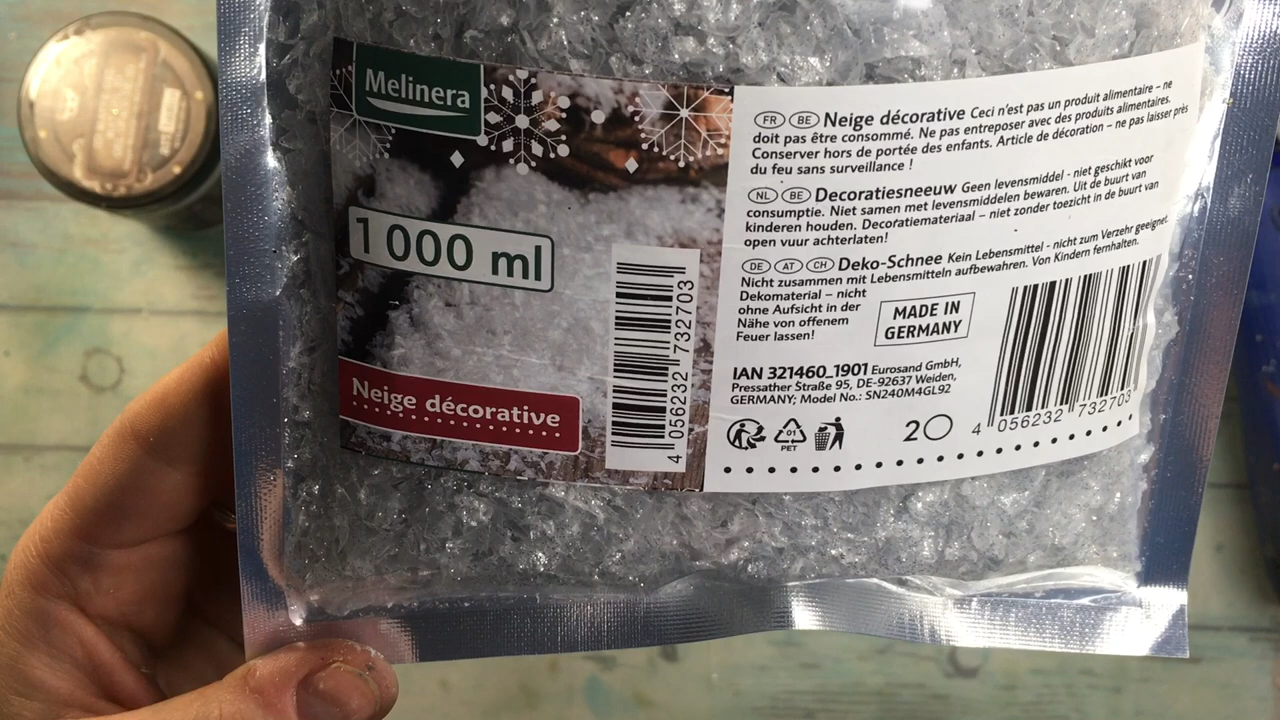 Melinera
1000 ml
Neige décorative
4 056232 732703
FR BE Neige décorative Ceci n'est pas un produit alimentaire – ne
doit pas être consommé. Ne pas entreposer avec des produits alimentaires.
Conserver hors de portée des enfants. Article de décoration – ne pas laisser près
du feu sans surveillance !
NL BE Decoratiesneeuw Geen levensmiddel - niet geschikt voor
consumptie. Niet samen met levensmiddelen bewaren. Uit de buurt van
kinderen houden. Decoratiemateriaal – niet zonder toezicht in de buurt van
open vuur achterlaten!
DE AT CH Deko-Schnee Kein Lebensmittel - nicht zum Verzehr geeignet.
Nicht zusammen mit Lebensmitteln aufbewahren. Von Kindern fernhalten.
Dekomaterial – nicht
ohne Aufsicht in der
Nähe von offenem
Feuer lassen!
MADE IN
GERMANY
IAN 321460_1901 Eurosand GmbH,
Pressather Straße 95, DE-92637 Weiden,
GERMANY; Model No.: SN240M4GL92
01
PET
2
4 056232 732703